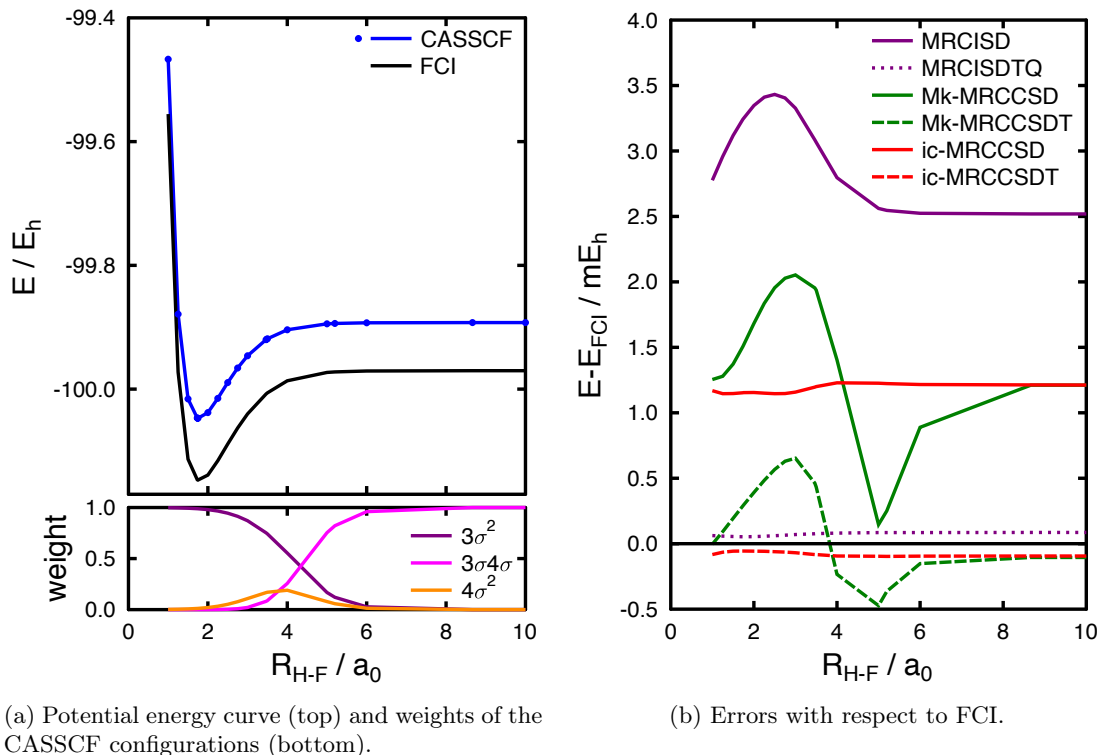 -99.4
-99.6
-99.8
-100.0
E / E_h
CASSCF
FCI
1.0
0.5
0.0
weight
3σ²
3σ4σ
4σ²
0 2 4 6 8 10
R_H-F / a_0
(a) Potential energy curve (top) and weights of the
CASSCF configurations (bottom).
4.0
3.5
3.0
2.5
2.0
1.5
1.0
0.5
0.0
-0.5
E-E_FCI / mE_h
MRCISD
MRCISDTQ
Mk-MRCCSD
Mk-MRCCSDT
ic-MRCCSD
ic-MRCCSDT
0 2 4 6 8 10
R_H-F / a_0
(b) Errors with respect to FCI.